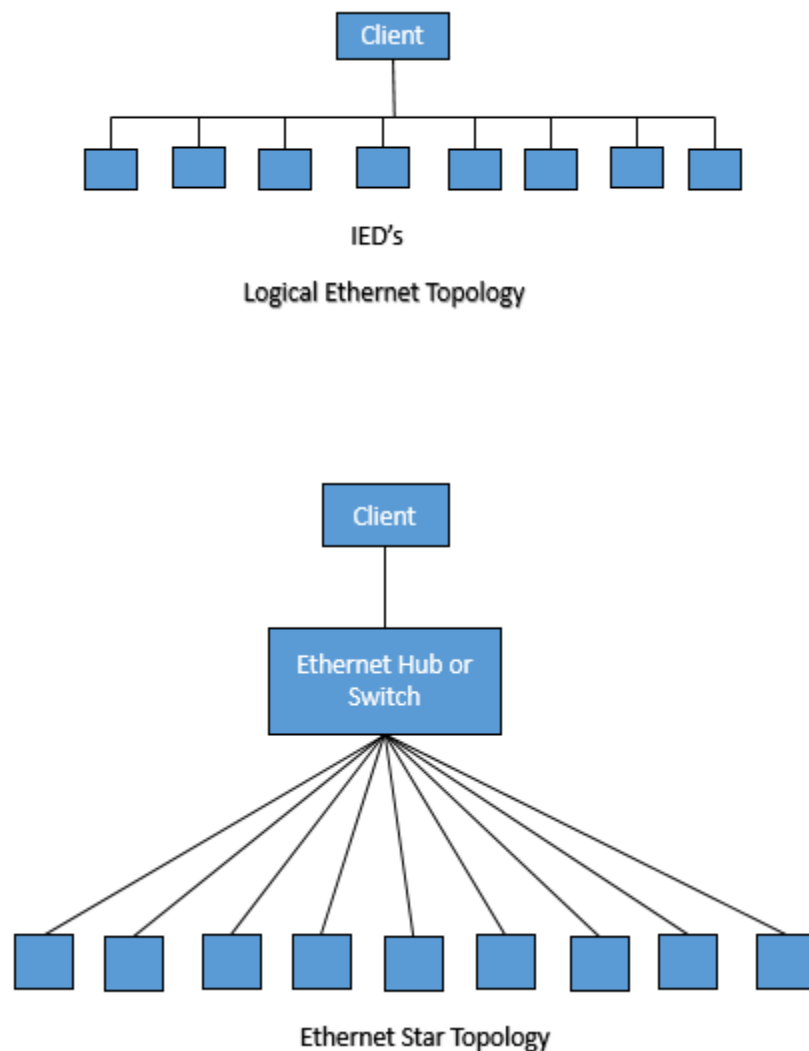 Client
IED's
Logical Ethernet Topology
Client
Ethernet Hub or
Switch
Ethernet Star Topology